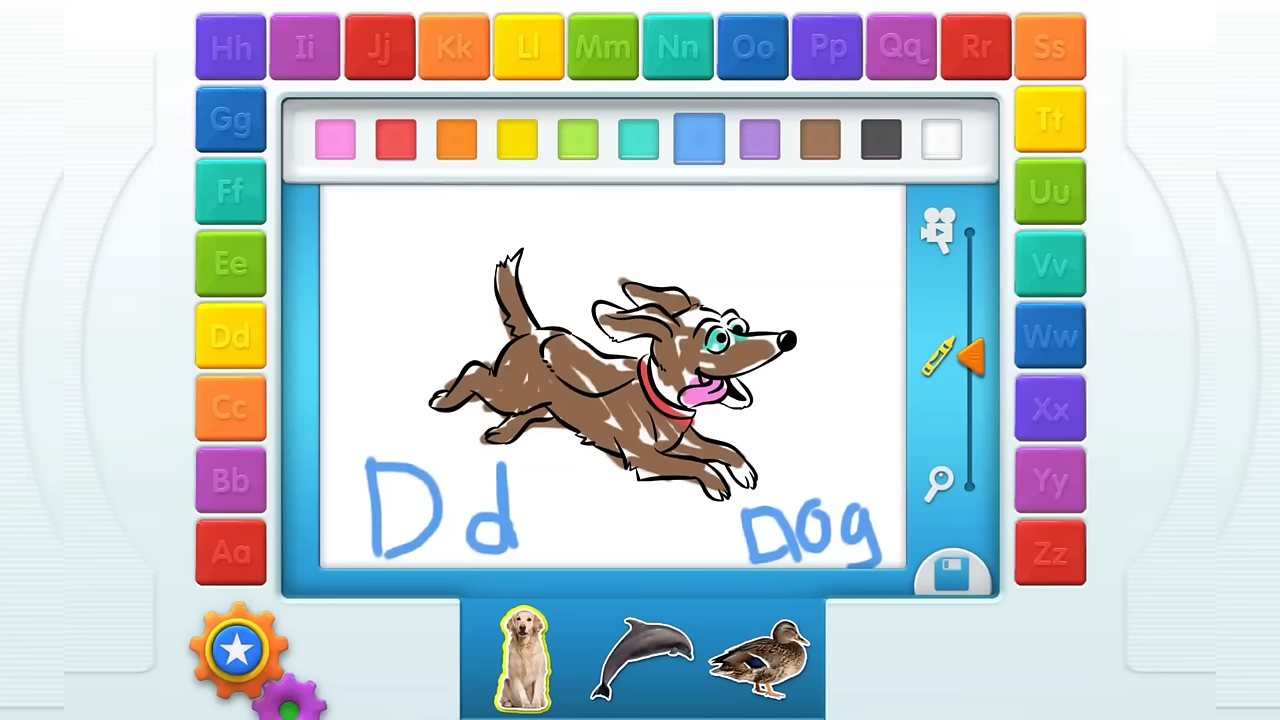 Hh Ii Jj Kk Ll Mm Nn Oo Pp Qq Rr Ss
Gg Tt
Ff Uu
Ee Vv
Dd Ww
Cc Xx
Bb Yy
Aa Zz
D d Dog